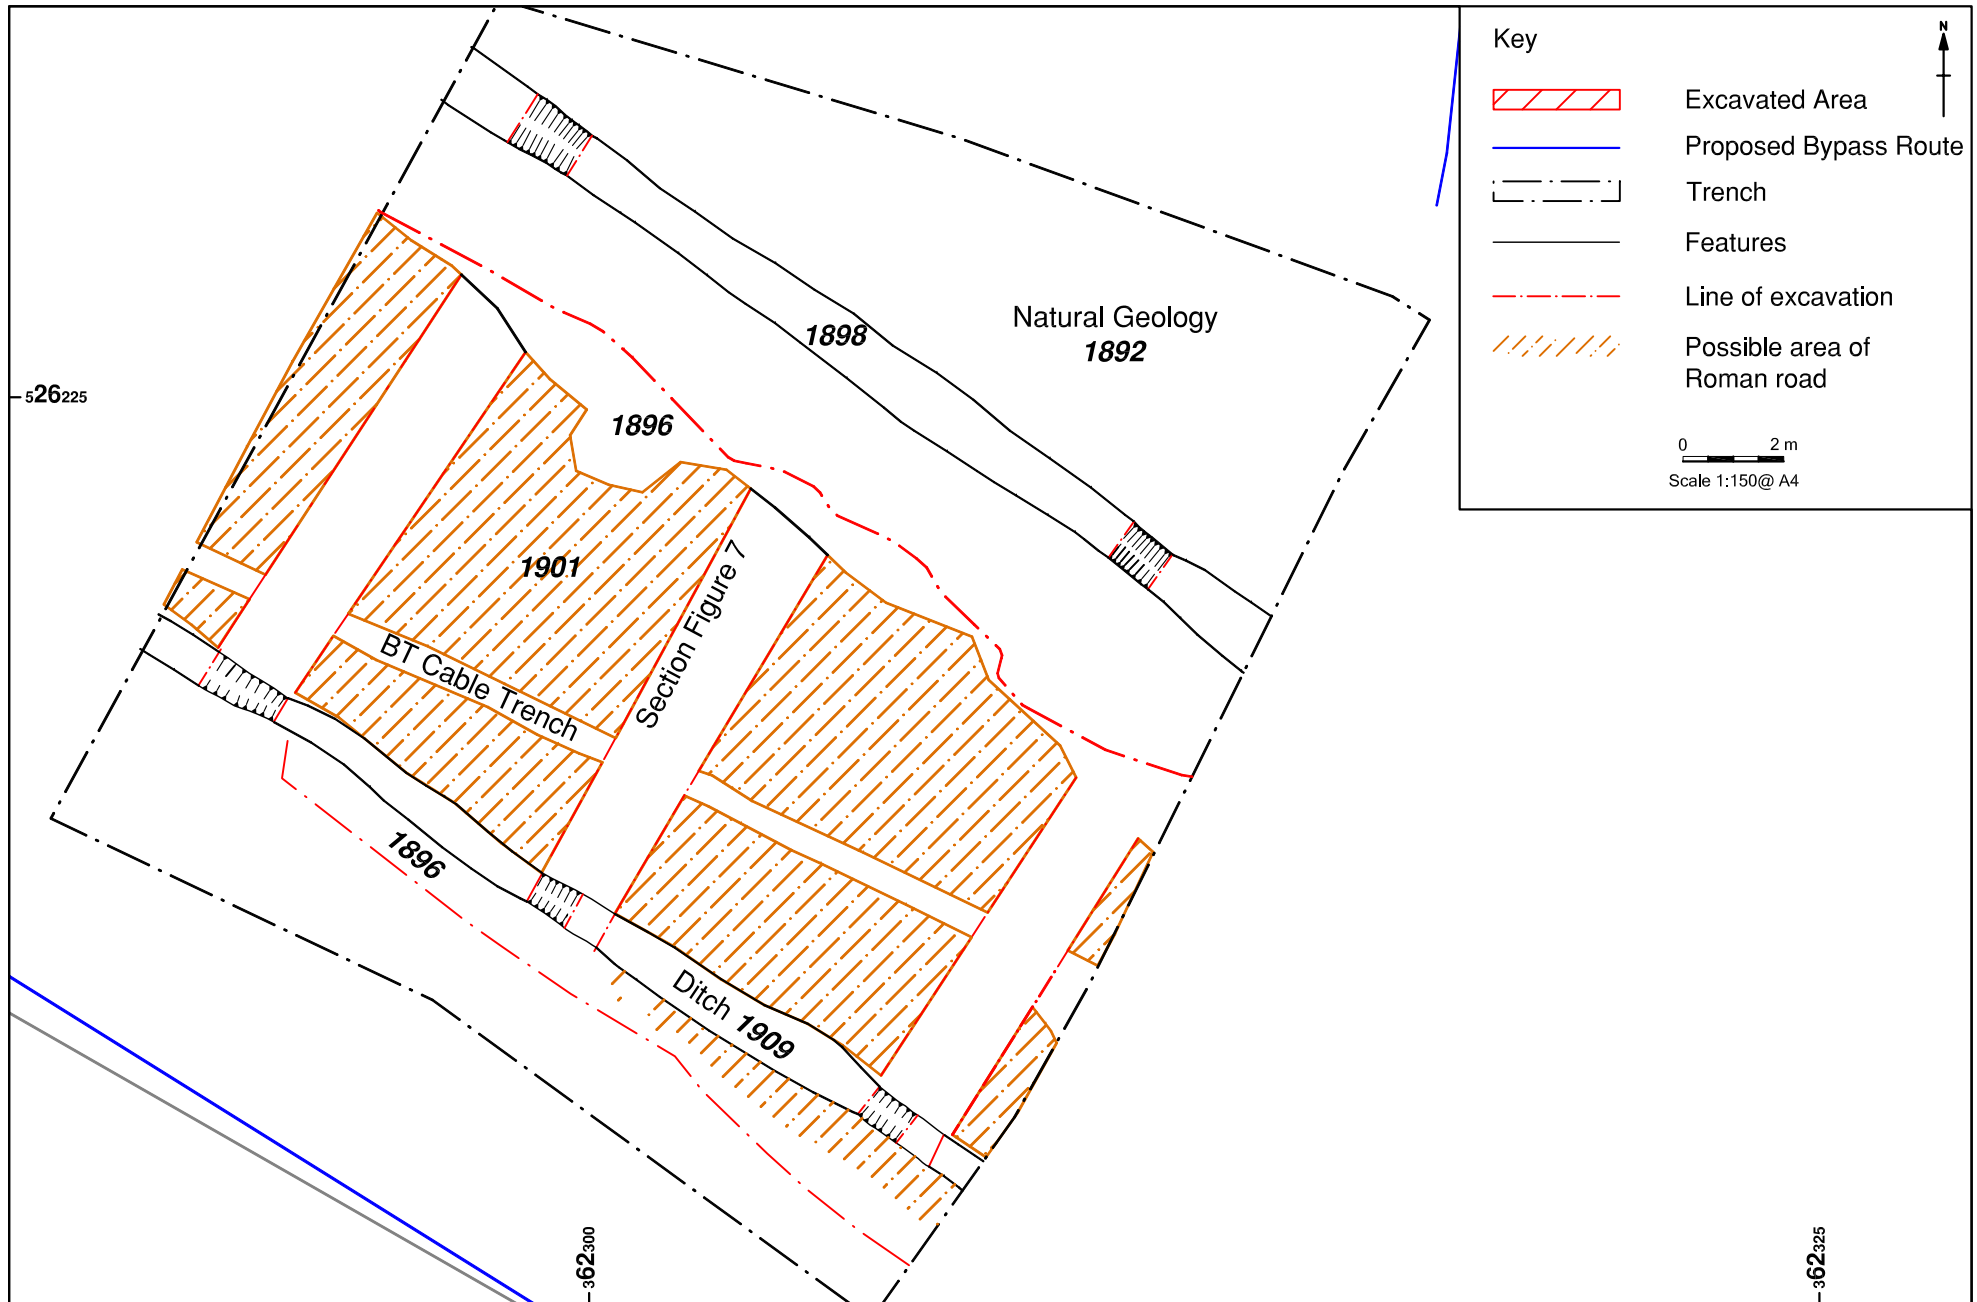 Key
N
Excavated Area
Proposed Bypass Route
Trench
Features
Line of excavation
Possible area of
Roman road
0 2 m
Scale 1:150@ A4
Natural Geology
1892
1898
526225
1896
1901
Section Figure 7
BT Cable Trench
1896
Ditch 1909
362300
362325